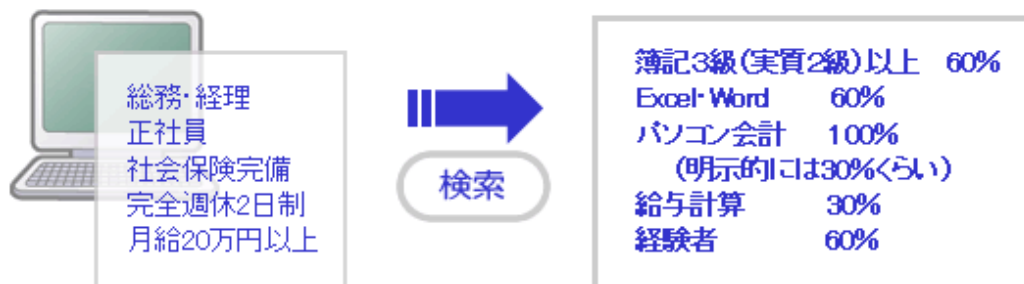 総務・経理
正社員
社会保険完備
完全週休2日制
月給20万円以上
検索
簿記3級(実質2級)以上 60%
Excel・Word 60%
パソコン会計 100%
(明示的には30%くらい)
給与計算 30%
経験者 60%